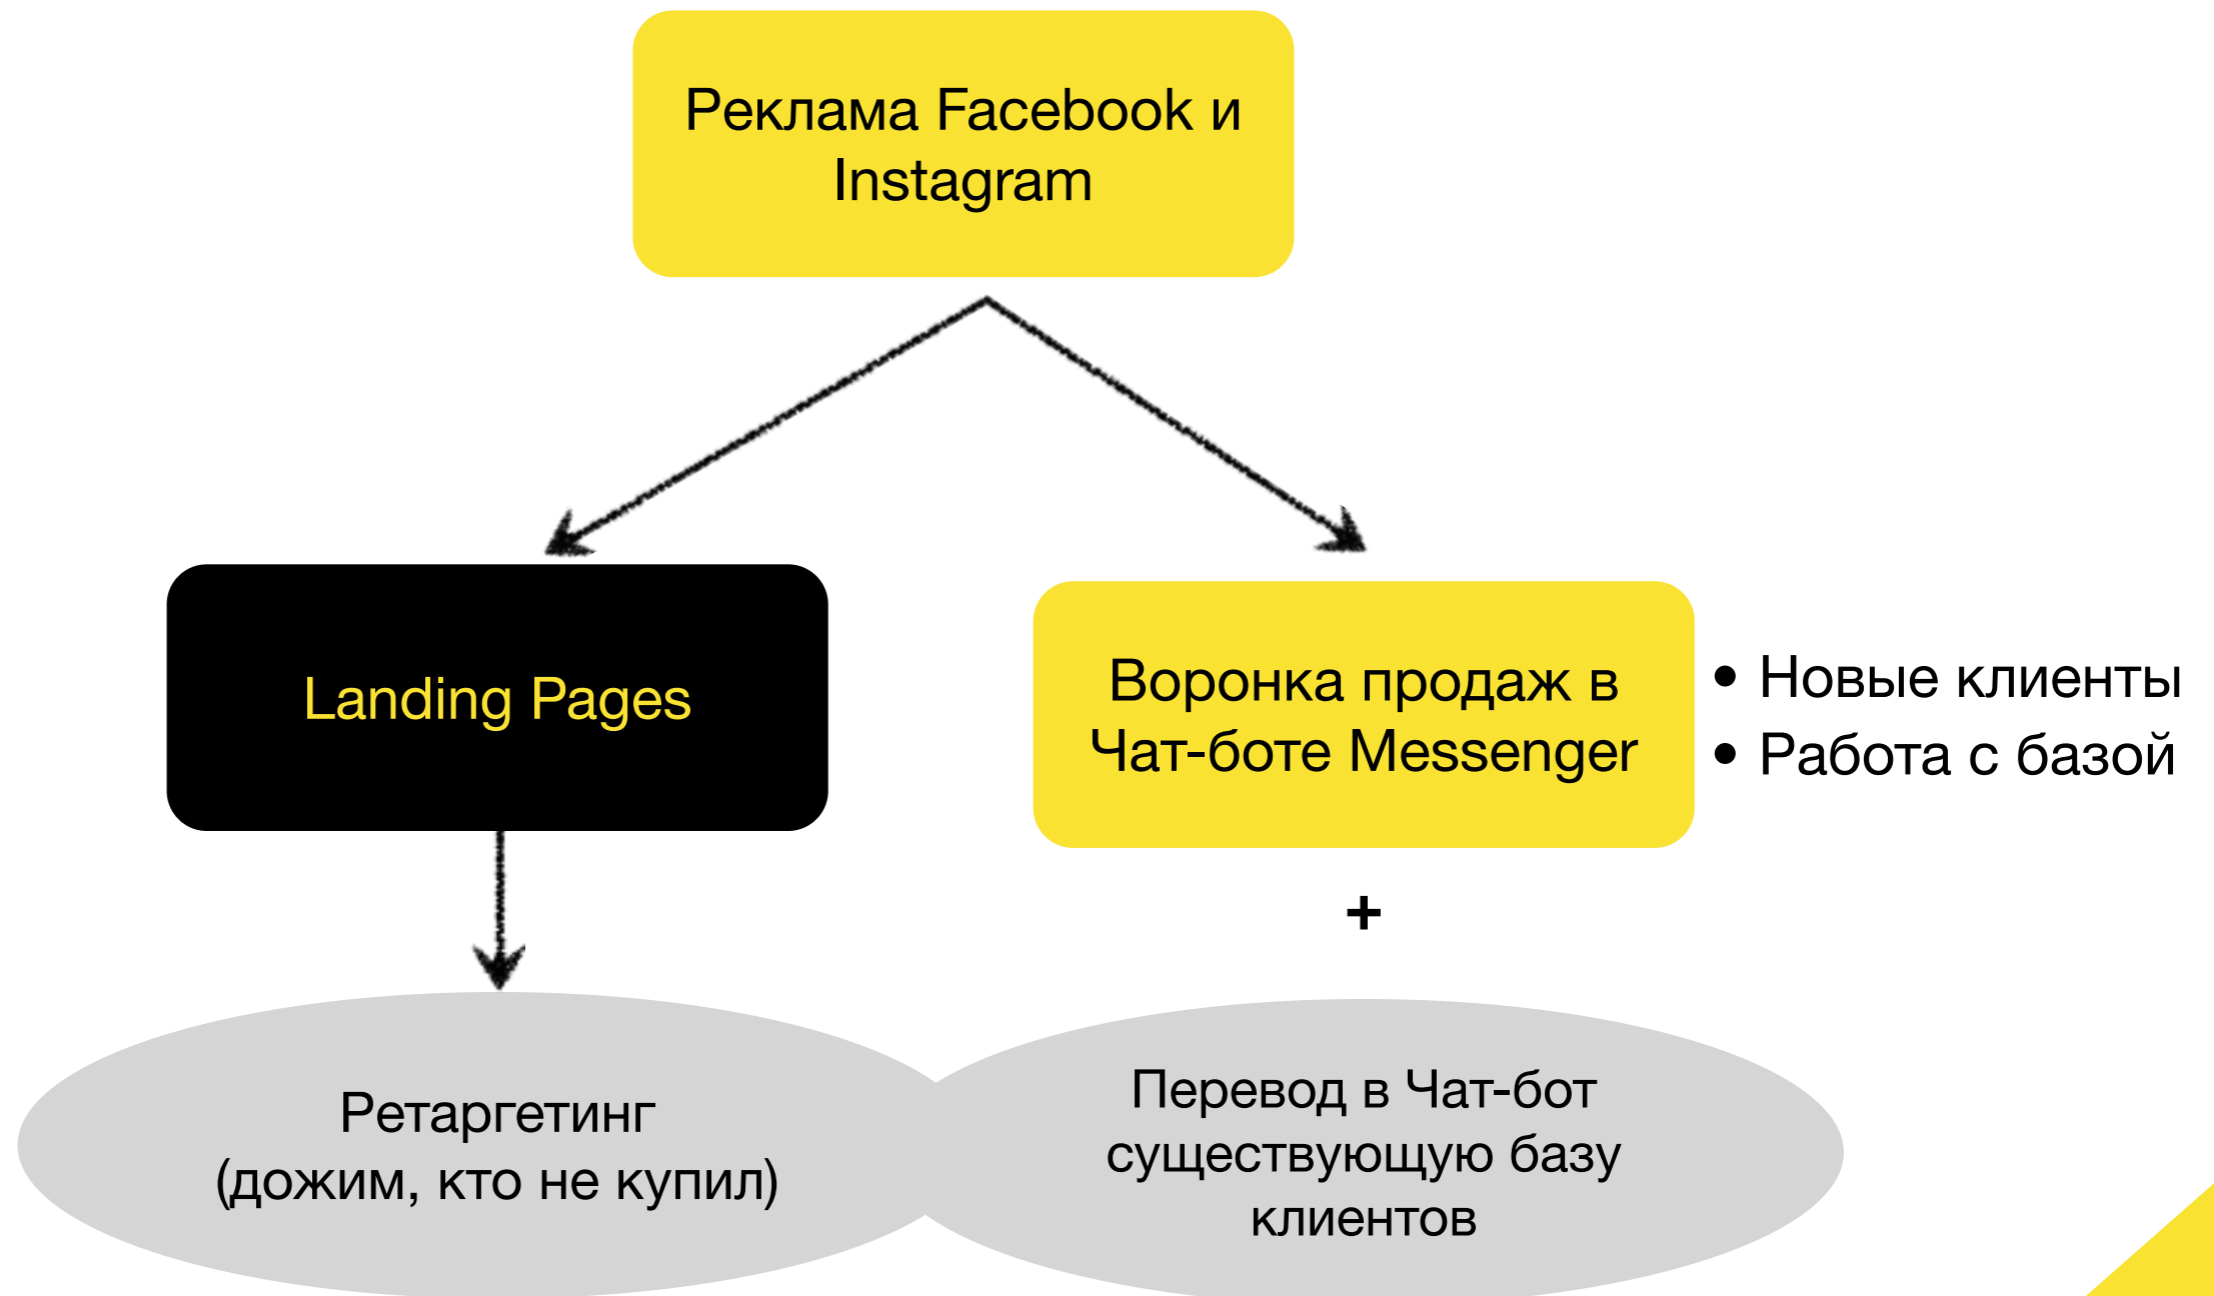 Реклама Facebook и
Instagram
Landing Pages
Воронка продаж в
Чат-боте Messenger
• Новые клиенты
• Работа с базой
+
Ретаргетинг
(дожим, кто не купил)
Перевод в Чат-бот
существующую базу
клиентов